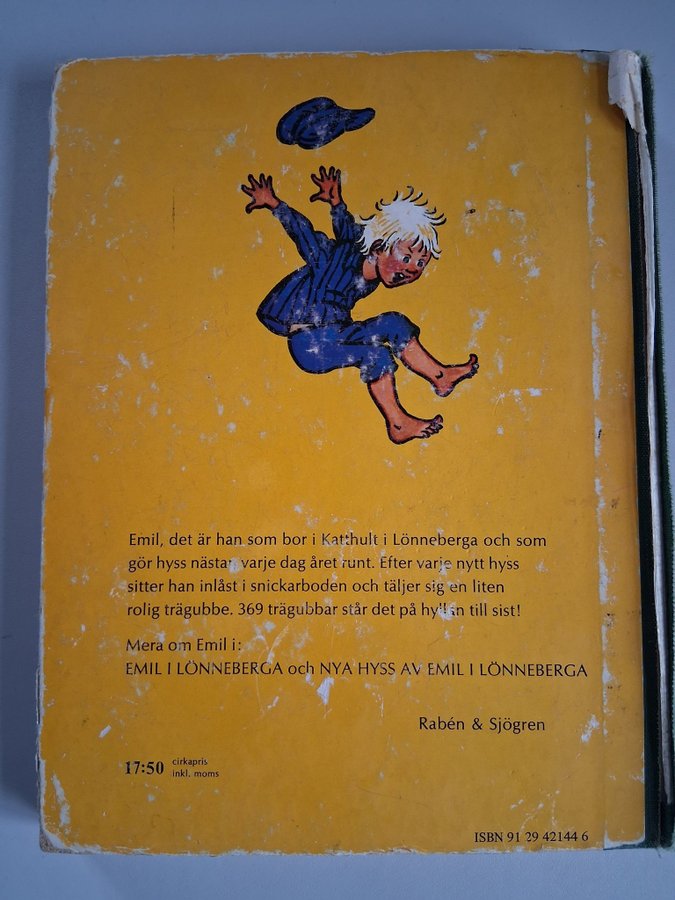 Emil, det är han som bor i Katthult i Lönneberga och som
gör hyss nästan varje dag året runt. Efter varje nytt hyss
sitter han inlåst i snickarboden och täljer sig en liten
rolig trägubbe. 369 trägubbar står det på hyllan till sist!
Mera om Emil i:
EMIL I LÖNNEBERGA och NYA HYSS AV EMIL I LÖNNEBERGA
Rabén & Sjögren
17:50 cirkapris
inkl. moms
ISBN 91 29 42144 6